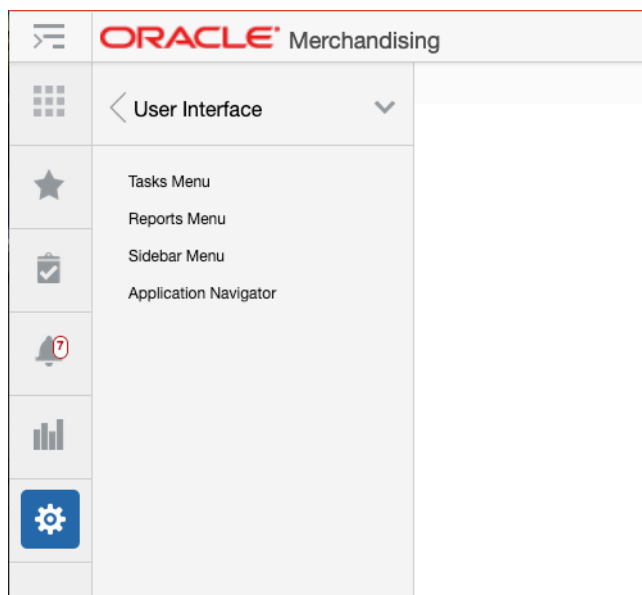 ORACLE Merchandising
User Interface
Tasks Menu
Reports Menu
Sidebar Menu
Application Navigator
7